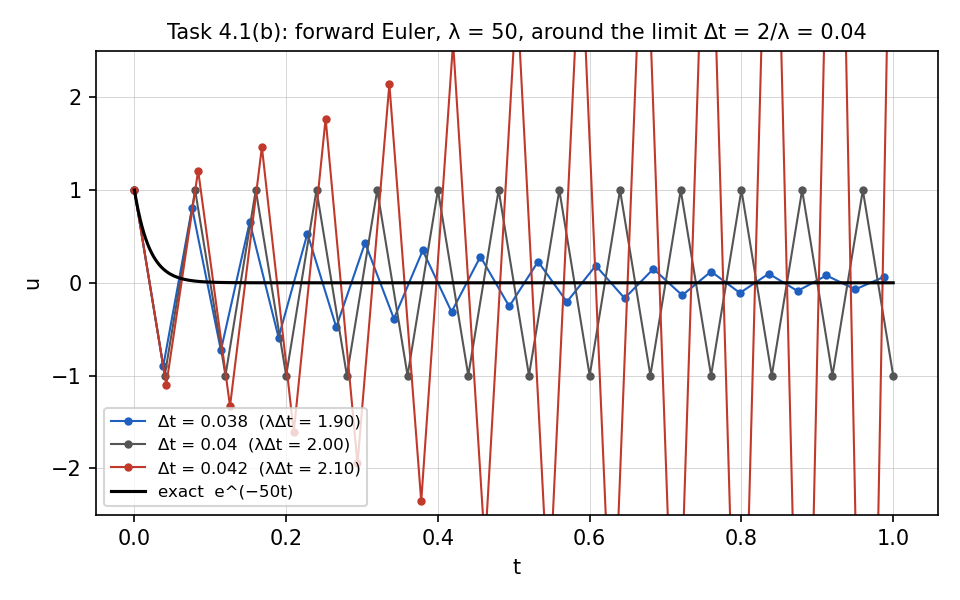 Task 4.1(b): forward Euler, λ = 50, around the limit Δt = 2/λ = 0.04
u
2
1
0
−1
−2
Δt = 0.038  (λΔt = 1.90)
Δt = 0.04  (λΔt = 2.00)
Δt = 0.042  (λΔt = 2.10)
exact  e^(−50t)
0.0 0.2 0.4 0.6 0.8 1.0
t